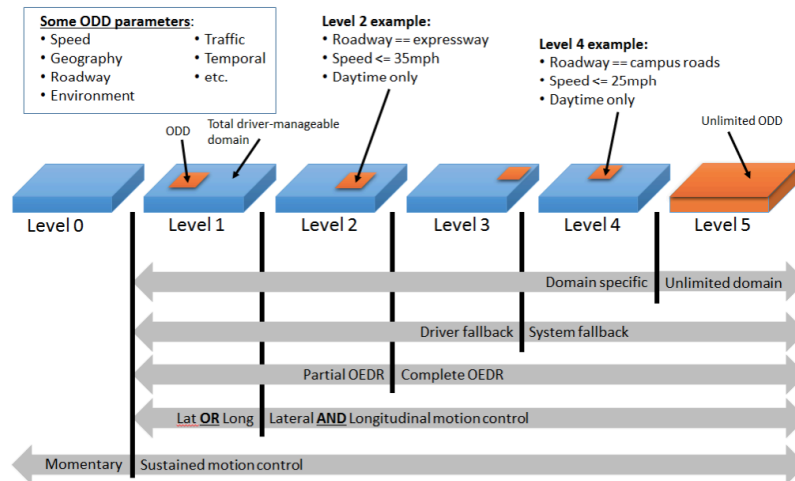 Some ODD parameters:
• Speed
• Geography
• Roadway
• Environment
• Traffic
• Temporal
• etc.
Level 2 example:
• Roadway == expressway
• Speed <= 35mph
• Daytime only
Level 4 example:
• Roadway == campus roads
• Speed <= 25mph
• Daytime only
ODD
Total driver-manageable
domain
Unlimited ODD
Level 0
Level 1
Level 2
Level 3
Level 4
Level 5
Domain specific
Unlimited domain
Driver fallback
System fallback
Partial OEDR
Complete OEDR
Lat OR Long
Lateral AND Longitudinal motion control
Momentary
Sustained motion control